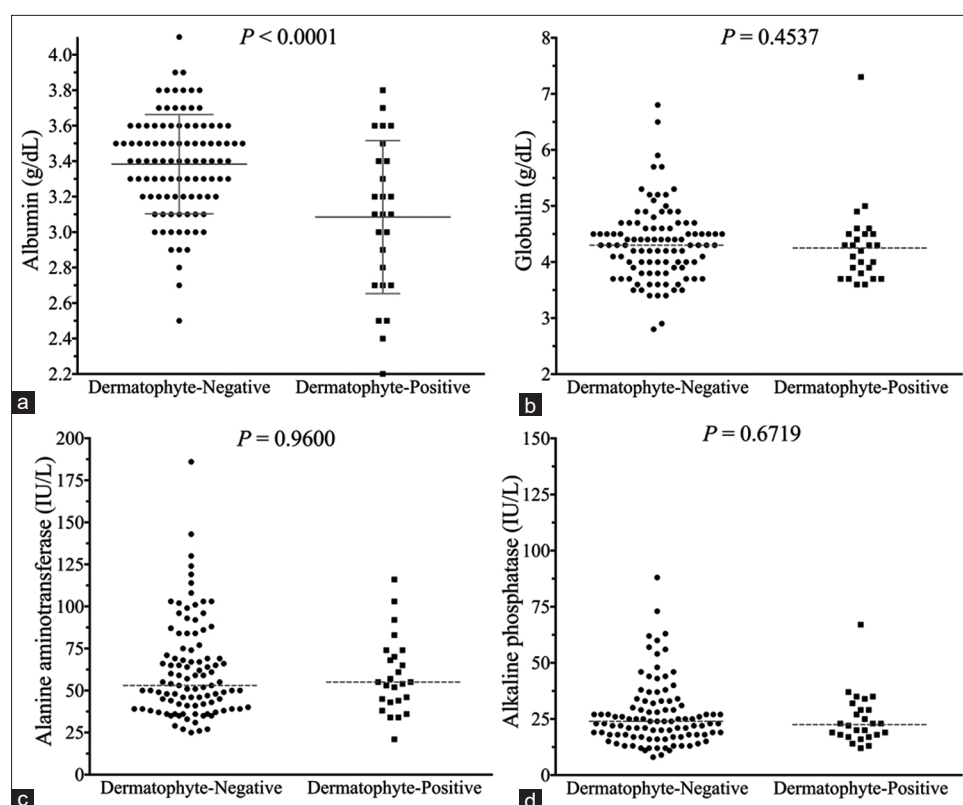 P < 0.0001
Albumin (g/dL)
4.0
3.8
3.6
3.4
3.2
3.0
2.8
2.6
2.4
2.2
Dermatophyte-Negative Dermatophyte-Positive
a
P = 0.4537
Globulin (g/dL)
8
7
6
5
4
3
2
Dermatophyte-Negative Dermatophyte-Positive
b
P = 0.9600
Alanine aminotransferase (IU/L)
200
175
150
125
100
75
50
25
0
Dermatophyte-Negative Dermatophyte-Positive
c
P = 0.6719
Alkaline phosphatase (IU/L)
150
125
100
75
50
25
0
Dermatophyte-Negative Dermatophyte-Positive
d